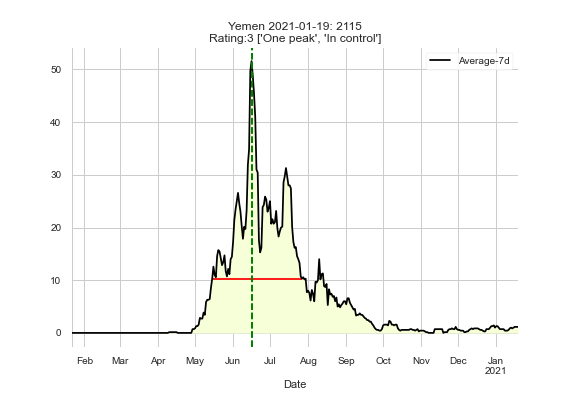 Yemen 2021-01-19: 2115
Rating:3 ['One peak', 'In control']
Average-7d
50
40
30
20
10
0
Feb Mar Apr May Jun Jul Aug Sep Oct Nov Dec Jan
2021
Date